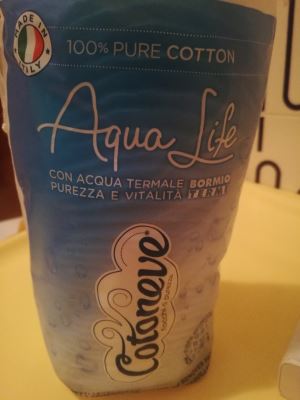 MADE IN
ITALY
100% PURE COTTON
Aqua Life
CON ACQUA TERMALE BORMIO
PUREZZA E VITALITÀ TERME
Cotoneve